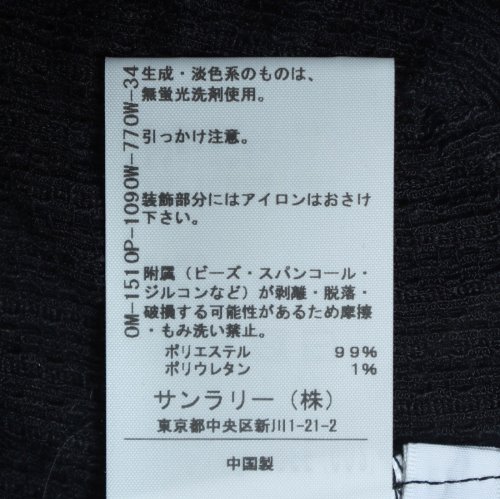 OM-1510P-1090W-770W-34
生成・淡色系のものは、
無蛍光洗剤使用。
引っかけ注意。
装飾部分にはアイロンはおさけ
下さい。
附属（ビーズ・スパンコール・
ジルコンなど）が剥離・脱落・
破損する可能性があるため摩擦
・もみ洗い禁止。
ポリエステル 99%
ポリウレタン 1%
サンラリー（株）
東京都中央区新川1-21-2
中国製